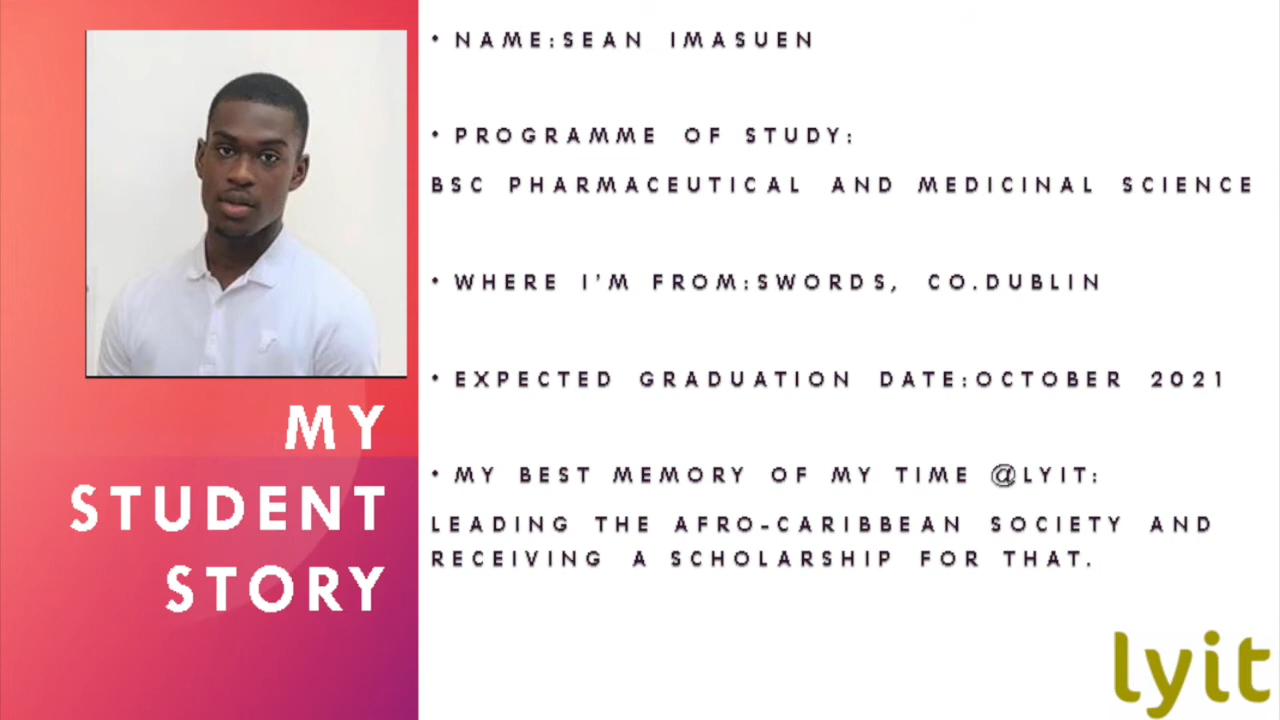 MY
STUDENT
STORY
• NAME:SEAN IMASUEN
• PROGRAMME OF STUDY:
BSC PHARMACEUTICAL AND MEDICINAL SCIENCE
• WHERE I'M FROM:SWORDS, CO.DUBLIN
• EXPECTED GRADUATION DATE:OCTOBER 2021
• MY BEST MEMORY OF MY TIME @LYIT:
LEADING THE AFRO-CARIBBEAN SOCIETY AND
RECEIVING A SCHOLARSHIP FOR THAT.
lyit